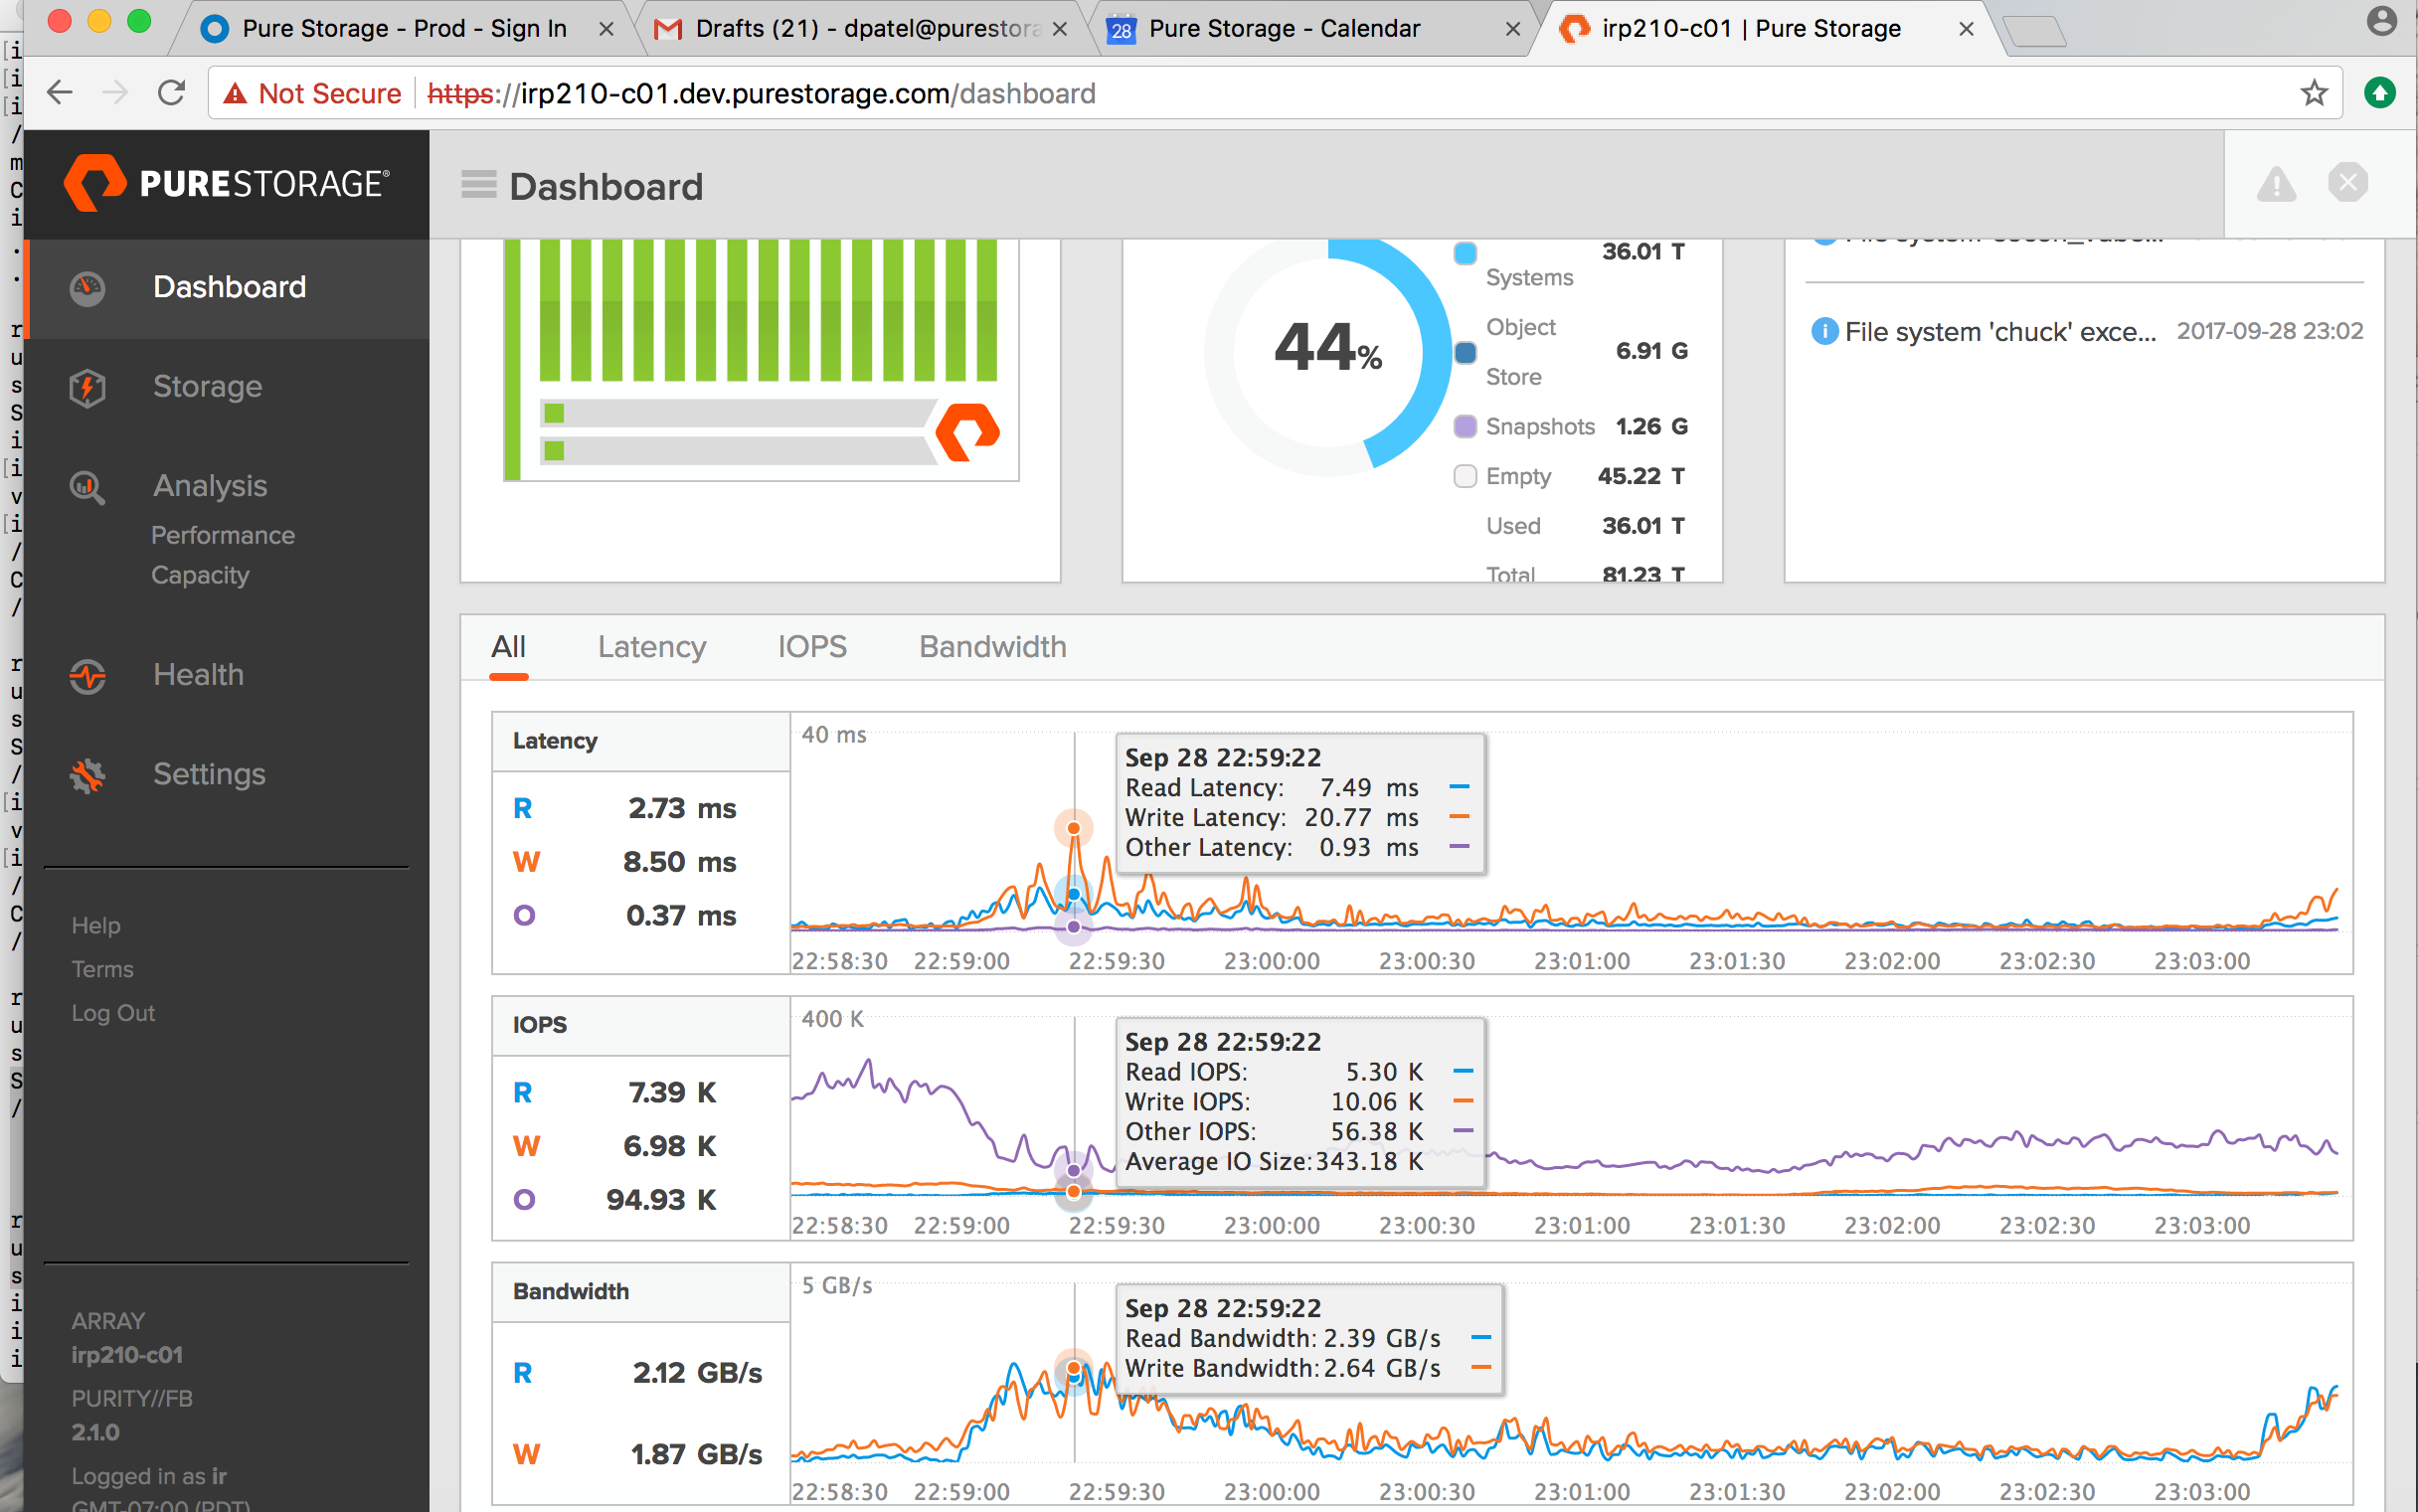 Pure Storage - Prod - Sign In
Drafts (21) - dpatel@purestora
28
Pure Storage - Calendar
irp210-c01 | Pure Storage
Not Secure
https://irp210-c01.dev.purestorage.com/dashboard
PURESTORAGE®
Dashboard
Dashboard
Storage
Analysis
Performance
Capacity
Health
Settings
Help
Terms
Log Out
ARRAY
irp210-c01
PURITY//FB
2.1.0
Logged in as ir
GMT-07:00 (PDT)
44%
Systems 36.01 T
Object Store 6.91 G
Snapshots 1.26 G
Empty 45.22 T
Used 36.01 T
Total 81.23 T
File system 'chuck' exce... 2017-09-28 23:02
All Latency IOPS Bandwidth
Latency
R 2.73 ms
W 8.50 ms
O 0.37 ms
40 ms
Sep 28 22:59:22
Read Latency: 7.49 ms
Write Latency: 20.77 ms
Other Latency: 0.93 ms
22:58:30 22:59:00 22:59:30 23:00:00 23:00:30 23:01:00 23:01:30 23:02:00 23:02:30 23:03:00
IOPS
R 7.39 K
W 6.98 K
O 94.93 K
400 K
Sep 28 22:59:22
Read IOPS: 5.30 K
Write IOPS: 10.06 K
Other IOPS: 56.38 K
Average IO Size: 343.18 K
22:58:30 22:59:00 22:59:30 23:00:00 23:00:30 23:01:00 23:01:30 23:02:00 23:02:30 23:03:00
Bandwidth
R 2.12 GB/s
W 1.87 GB/s
5 GB/s
Sep 28 22:59:22
Read Bandwidth: 2.39 GB/s
Write Bandwidth: 2.64 GB/s
22:58:30 22:59:00 22:59:30 23:00:00 23:00:30 23:01:00 23:01:30 23:02:00 23:02:30 23:03:00